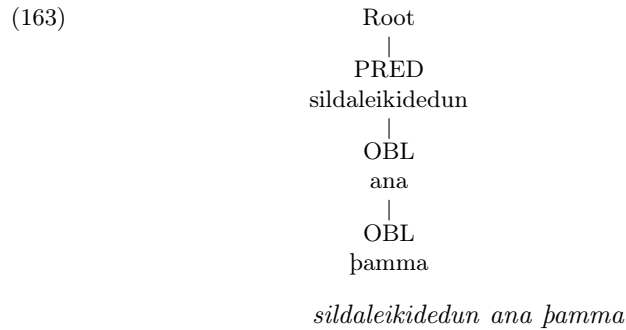 (163) Root
PRED
sildaleikidedun
OBL
ana
OBL
þamma
sildaleikidedun ana þamma